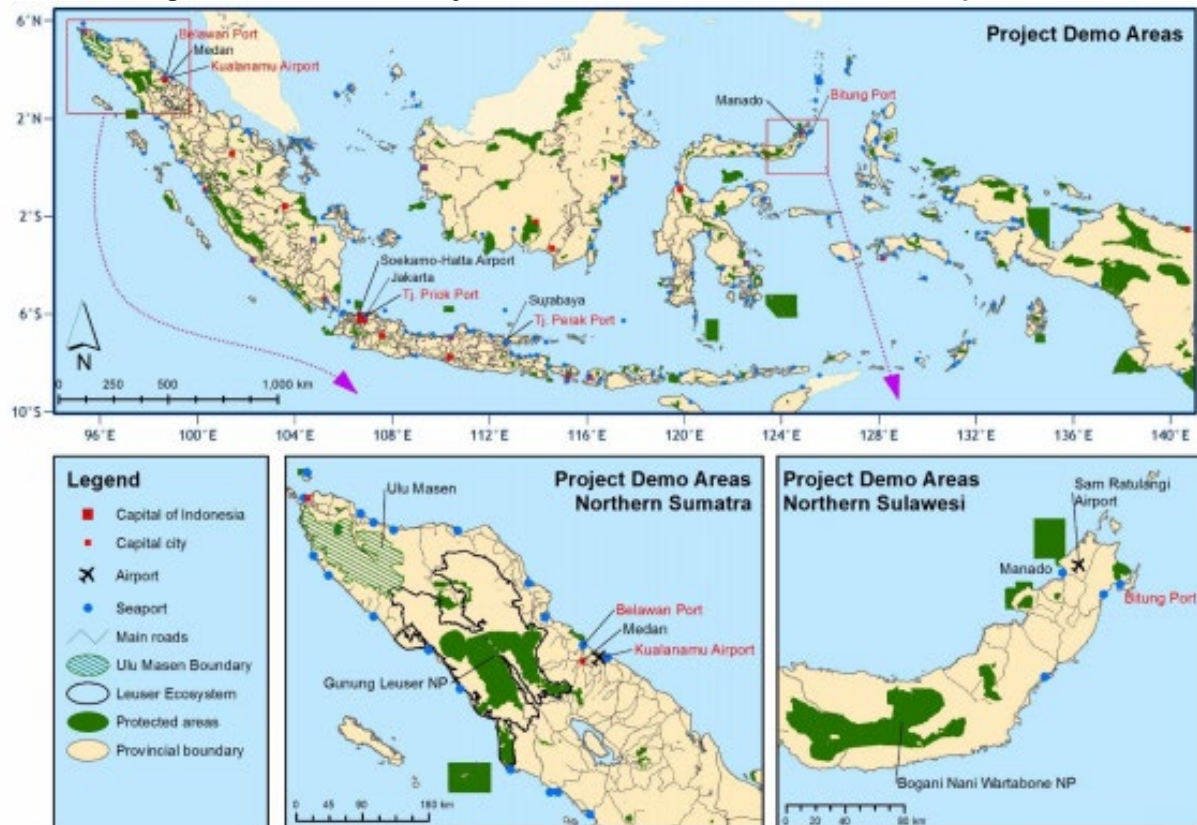 6°N
Project Demo Areas
Belawan Port
Medan
Kualanamu Airport
Manado
Bitung Port
2°N
2°S
Soekarno-Hatta Airport
Jakarta
Tj. Priok Port
Surabaya
Tj. Perak Port
6°S
N
0 250 500 1,000 km
10°S
96°E 100°E 104°E 108°E 112°E 116°E 120°E 124°E 128°E 132°E 136°E 140°E
Legend
Capital of Indonesia
Capital city
Airport
Seaport
Main roads
Ulu Masen Boundary
Leuser Ecosystem
Protected areas
Provincial boundary
Project Demo Areas
Northern Sumatra
Ulu Masen
Belawan Port
Medan
Kualanamu Airport
Gunung Leuser NP
0 45 90 180 km
Project Demo Areas
Northern Sulawesi
Sam Ratulangi
Airport
Manado
Bitung Port
Bogani Nani Wartabone NP
0 20 40 80 km